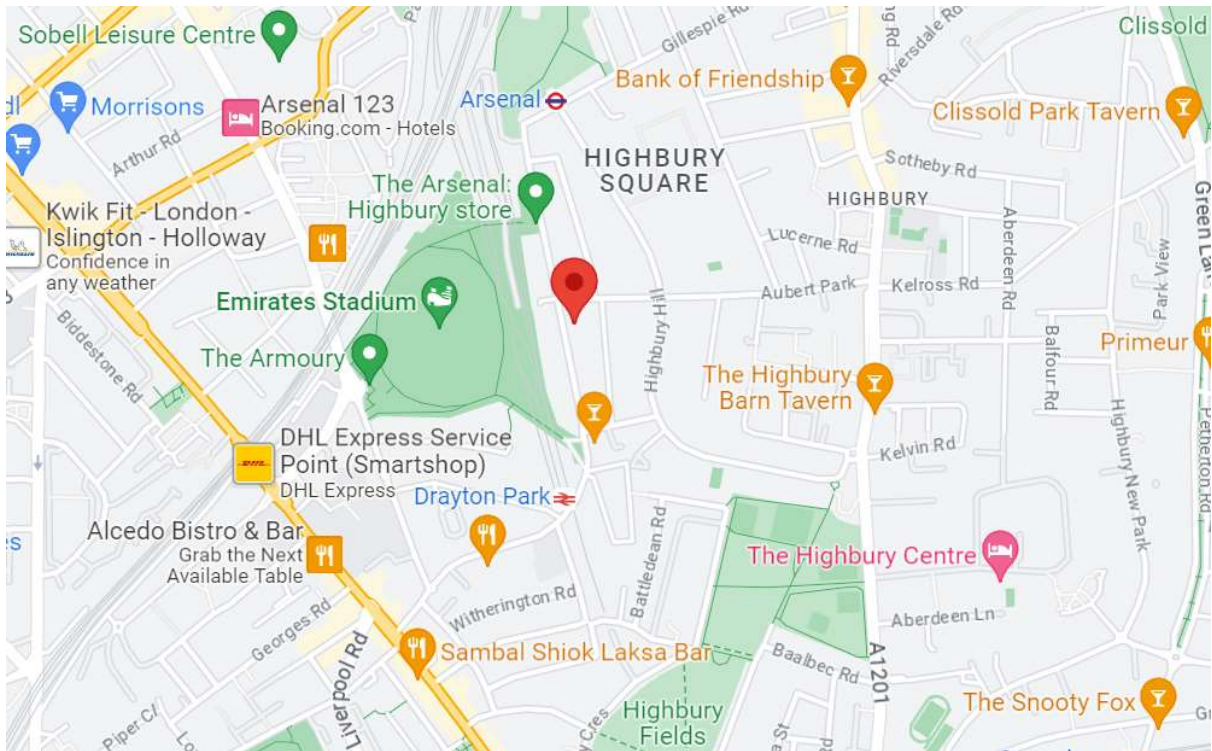 Sobell Leisure Centre
Gillespie Rd
Riversdale Rd
Clissold
Bank of Friendship
Morrisons
Arsenal 123
Booking.com - Hotels
Arsenal
Clissold Park Tavern
Arthur Rd
HIGHBURY
SQUARE
Sotheby Rd
The Arsenal:
Highbury store
HIGHBURY
Kwik Fit - London -
Islington - Holloway
Confidence in
any weather
Lucerne Rd
Aberdeen Rd
Park View
Emirates Stadium
Aubert Park
Kelross Rd
Biddestone Rd
The Armoury
Highbury Hill
Balfour Rd
Primeur
The Highbury
Barn Tavern
DHL Express Service
Point (Smartshop)
DHL Express
Kelvin Rd
Highbury New Park
Petherton Rd
Drayton Park
Alcedo Bistro & Bar
Grab the Next
Available Table
Battledean Rd
The Highbury Centre
Witherington Rd
Georges Rd
Aberdeen Ln
Liverpool Rd
Sambal Shiok Laksa Bar
Baalbec Rd
A1201
The Snooty Fox
Highbury
Fields